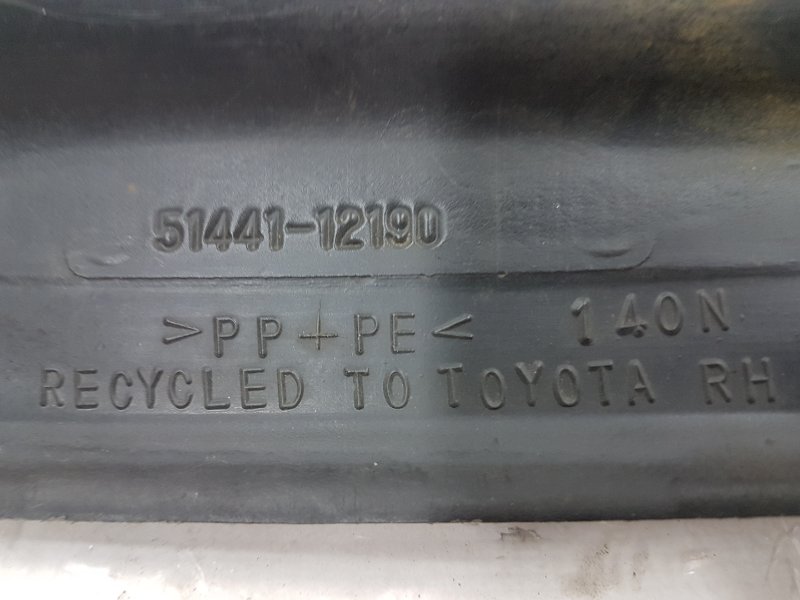 51441-12190
>PP+PE< 140N
RECYCLED TO TOYOTA RH